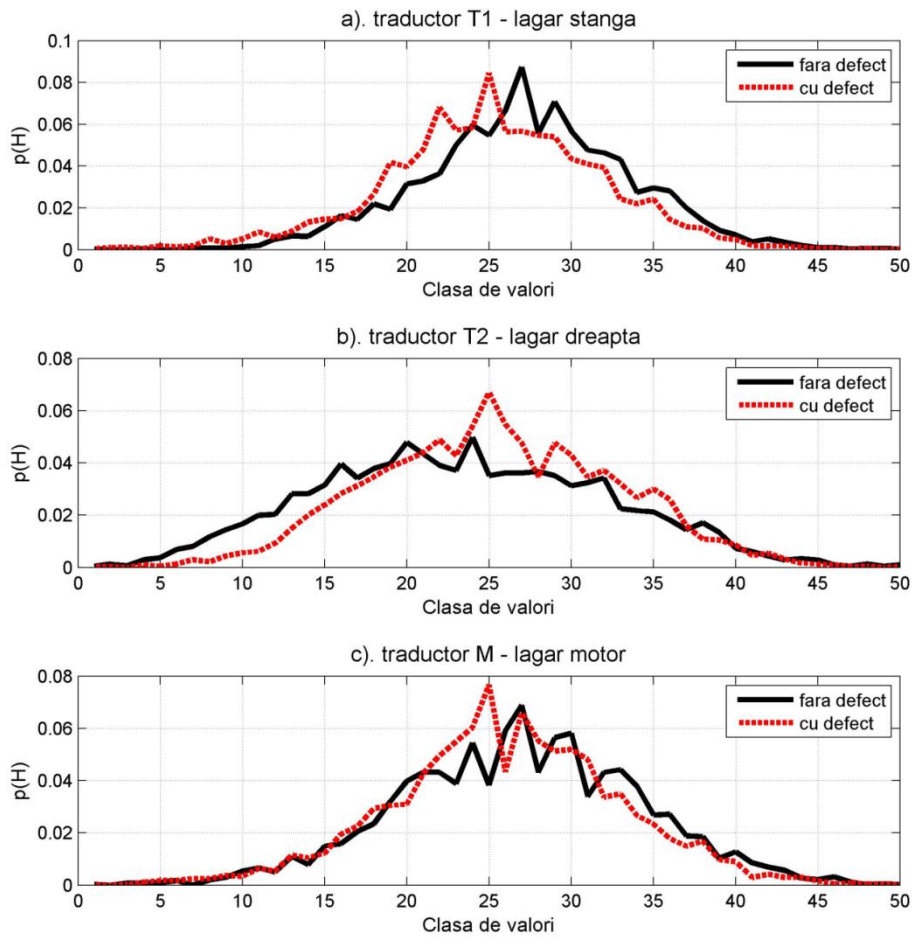 a). traductor T1 - lagar stanga
0.1
0.08
0.06
0.04
0.02
0
p(H)
fara defect
cu defect
0 5 10 15 20 25 30 35 40 45 50
Clasa de valori
b). traductor T2 - lagar dreapta
0.08
0.06
0.04
0.02
0
p(H)
fara defect
cu defect
0 5 10 15 20 25 30 35 40 45 50
Clasa de valori
c). traductor M - lagar motor
0.08
0.06
0.04
0.02
0
p(H)
fara defect
cu defect
0 5 10 15 20 25 30 35 40 45 50
Clasa de valori